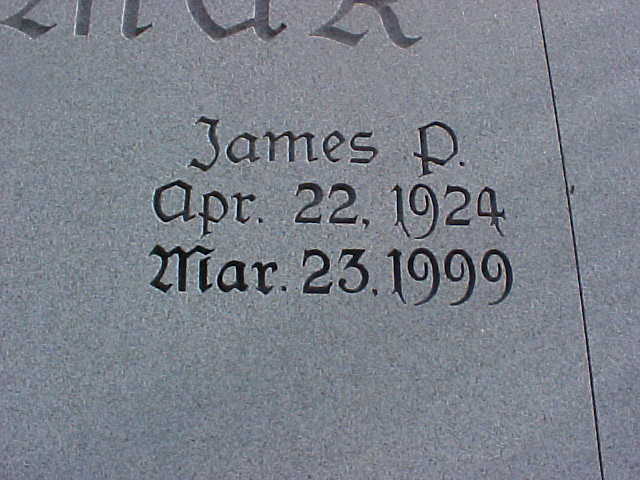 James P.
Apr. 22, 1924
Mar. 23, 1999